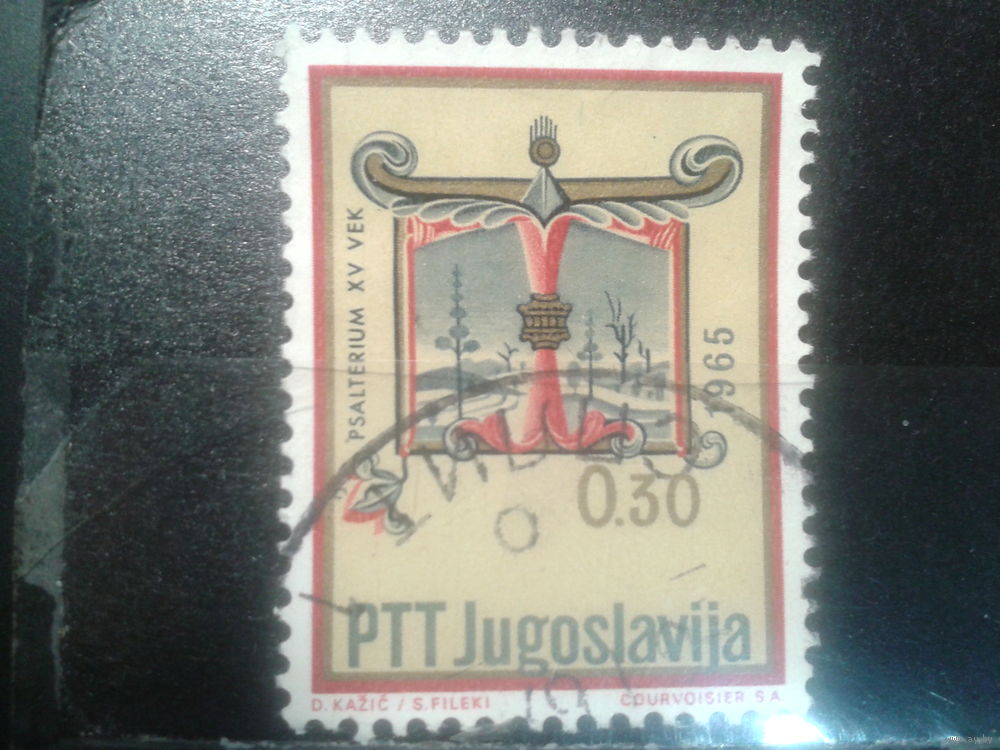 PSALTERIUM XV VEK
1965
0.30
PTT Jugoslavija
D. KAŽIĆ / S. FILEKI COURVOISIER S A